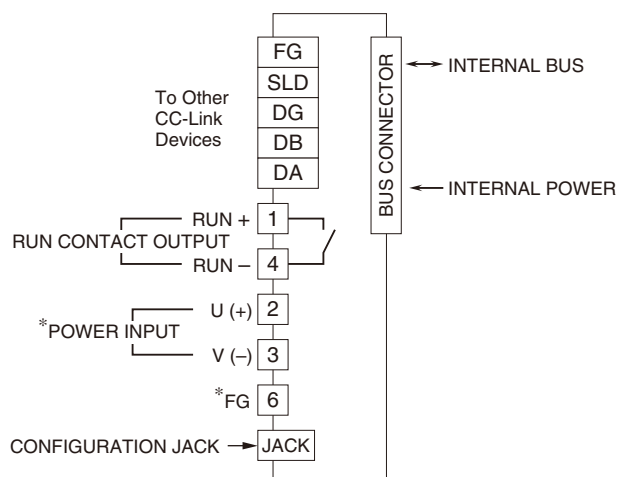 FG
SLD
DG
DB
DA
To Other
CC-Link
Devices
BUS CONNECTOR
INTERNAL BUS
INTERNAL POWER
RUN + 1
RUN CONTACT OUTPUT
RUN – 4
U (+) 2
*POWER INPUT
V (–) 3
*FG 6
CONFIGURATION JACK JACK